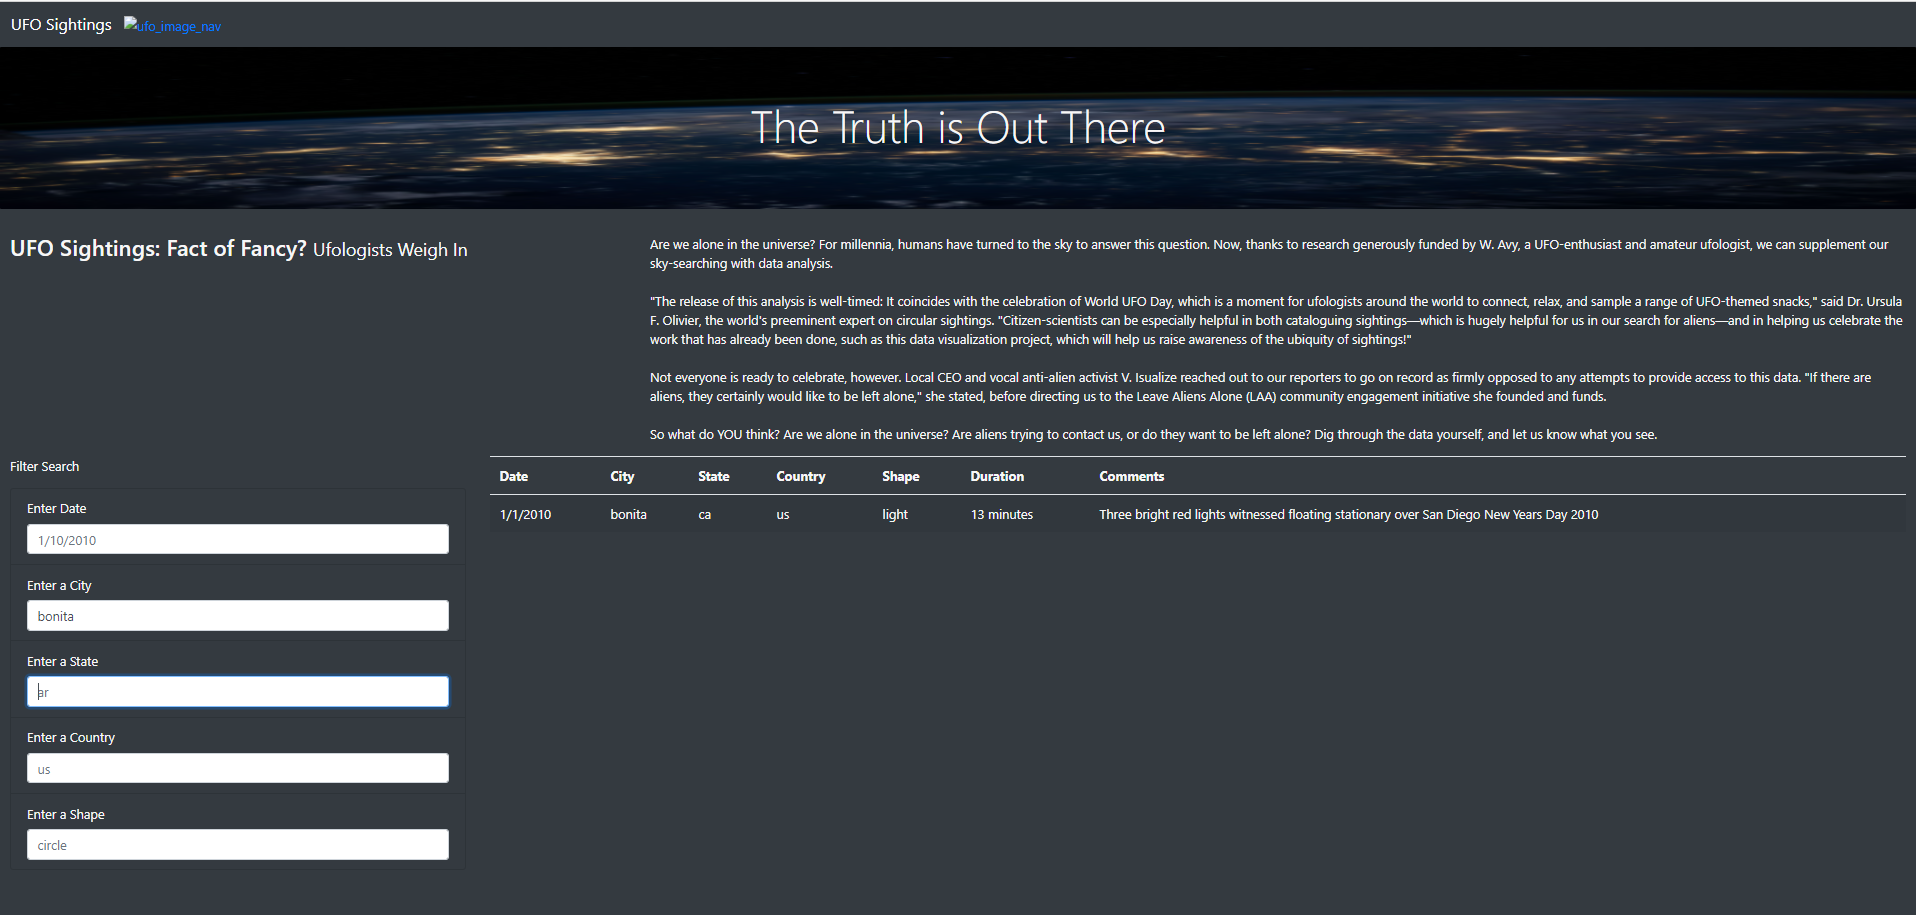 UFO Sightings ufo_image_nav
The Truth is Out There
UFO Sightings: Fact of Fancy? Ufologists Weigh In
Are we alone in the universe? For millennia, humans have turned to the sky to answer this question. Now, thanks to research generously funded by W. Avy, a UFO-enthusiast and amateur ufologist, we can supplement our
sky-searching with data analysis.
"The release of this analysis is well-timed: It coincides with the celebration of World UFO Day, which is a moment for ufologists around the world to connect, relax, and sample a range of UFO-themed snacks," said Dr. Ursula
F. Olivier, the world's preeminent expert on circular sightings. "Citizen-scientists can be especially helpful in both cataloguing sightings—which is hugely helpful for us in our search for aliens—and in helping us celebrate the
work that has already been done, such as this data visualization project, which will help us raise awareness of the ubiquity of sightings!"
Not everyone is ready to celebrate, however. Local CEO and vocal anti-alien activist V. Isualize reached out to our reporters to go on record as firmly opposed to any attempts to provide access to this data. "If there are
aliens, they certainly would like to be left alone," she stated, before directing us to the Leave Aliens Alone (LAA) community engagement initiative she founded and funds.
So what do YOU think? Are we alone in the universe? Are aliens trying to contact us, or do they want to be left alone? Dig through the data yourself, and let us know what you see.
Filter Search
Enter Date
1/10/2010
Enter a City
bonita
Enter a State
ar
Enter a Country
us
Enter a Shape
circle
Date City State Country Shape Duration Comments
1/1/2010 bonita ca us light 13 minutes Three bright red lights witnessed floating stationary over San Diego New Years Day 2010